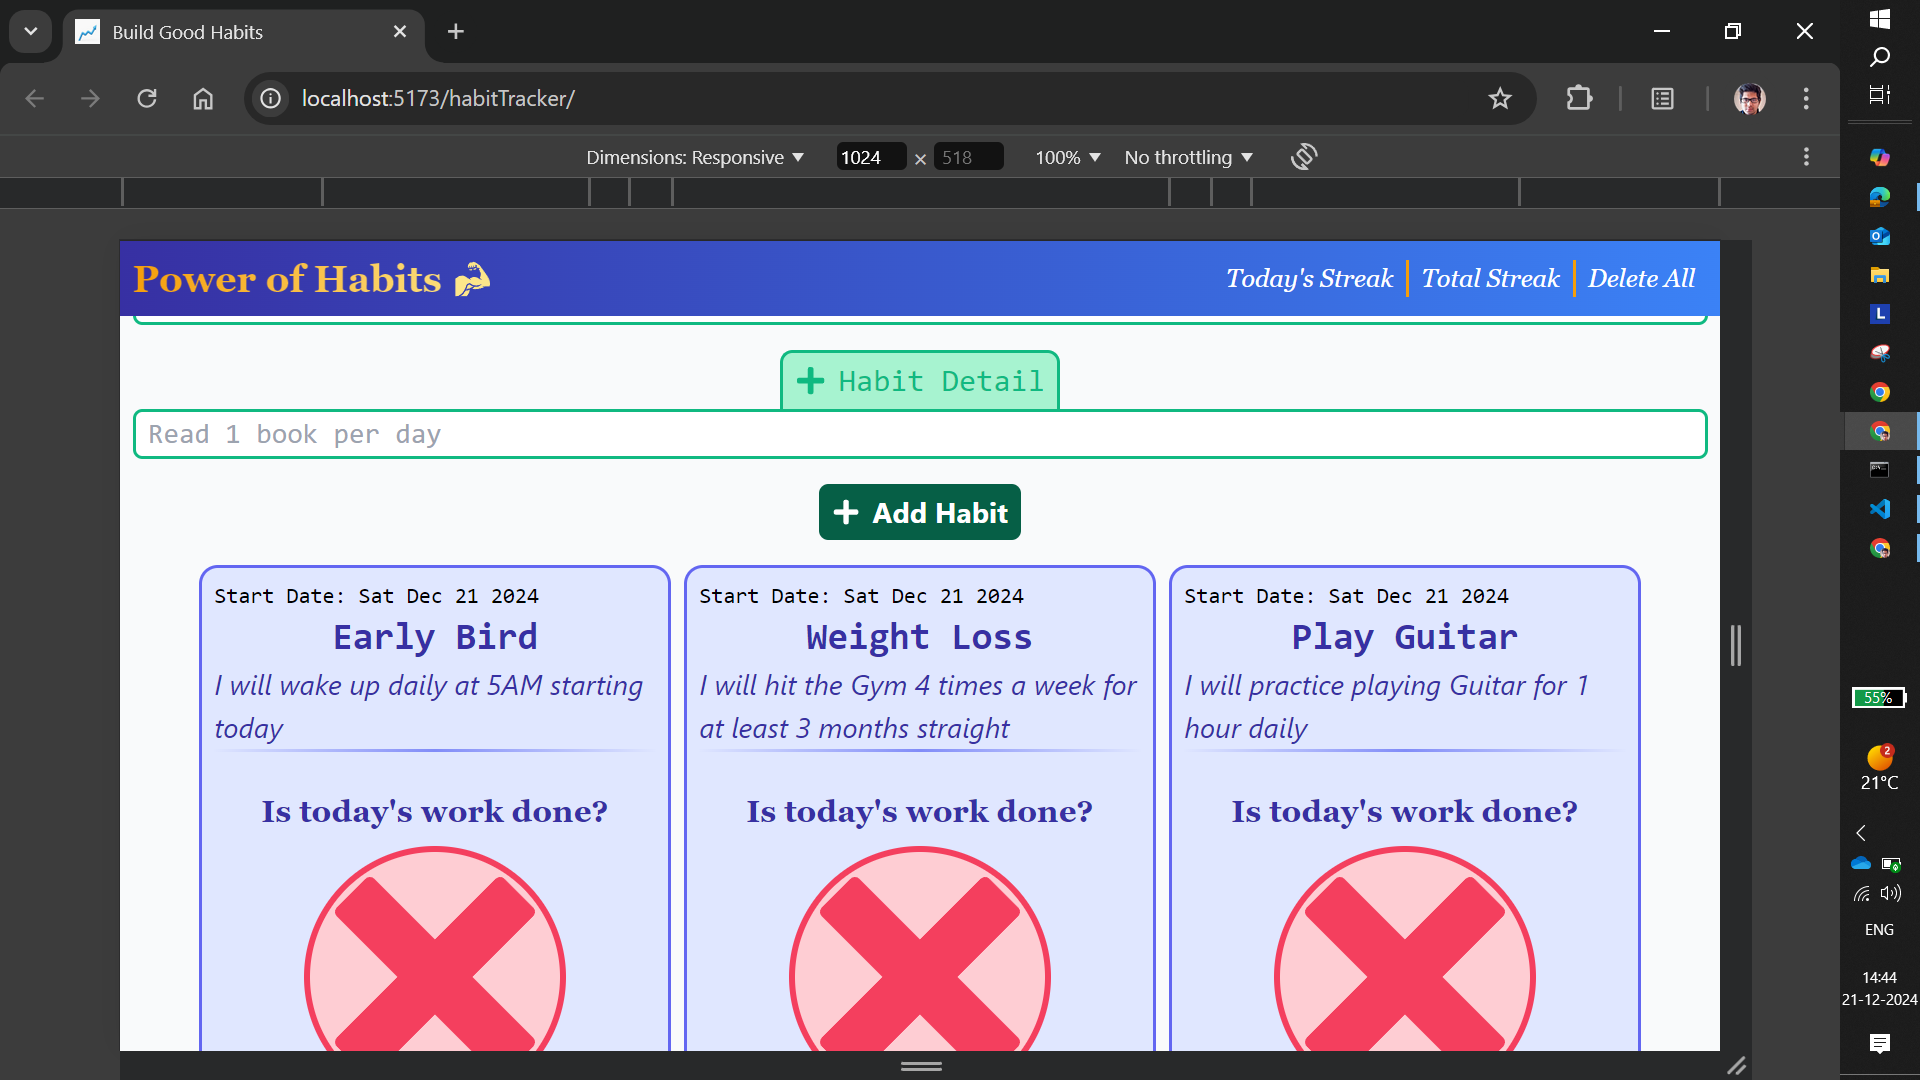 Build Good Habits
localhost:5173/habitTracker/
Dimensions: Responsive
1024 × 518
100%
No throttling
Power of Habits
Today's Streak
Total Streak
Delete All
Habit Detail
Read 1 book per day
Add Habit
Start Date: Sat Dec 21 2024
Early Bird
I will wake up daily at 5AM starting
today
Is today's work done?
Start Date: Sat Dec 21 2024
Weight Loss
I will hit the Gym 4 times a week for
at least 3 months straight
Is today's work done?
Start Date: Sat Dec 21 2024
Play Guitar
I will practice playing Guitar for 1
hour daily
Is today's work done?
L
55%
2
21°C
ENG
14:44
21-12-2024